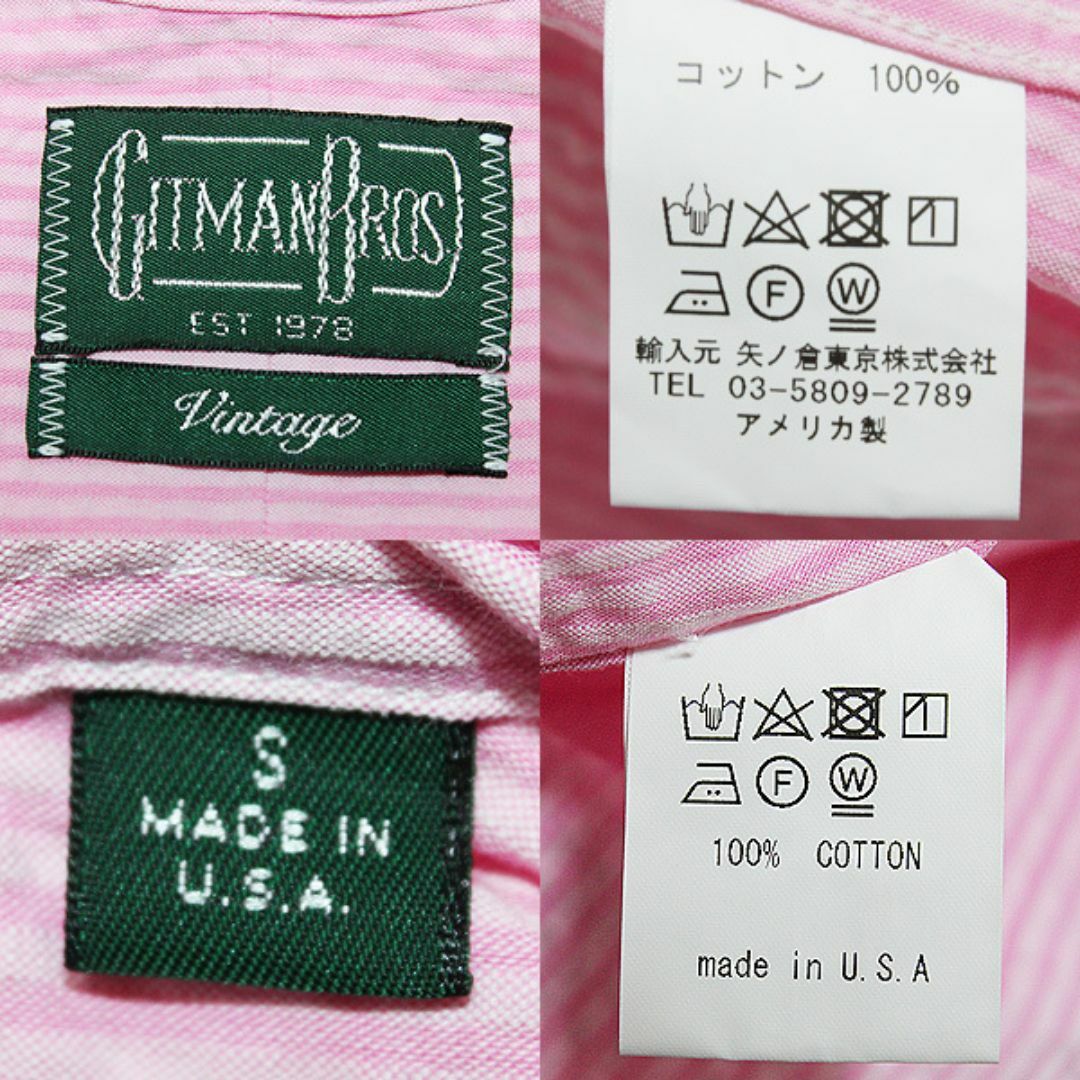 GITMAN BROS
EST 1978
Vintage
コットン 100%
F W
輸入元 矢ノ倉東京株式会社
TEL 03-5809-2789
アメリカ製
S
MADE IN
U.S.A.
F W
100% COTTON
made in U.S.A